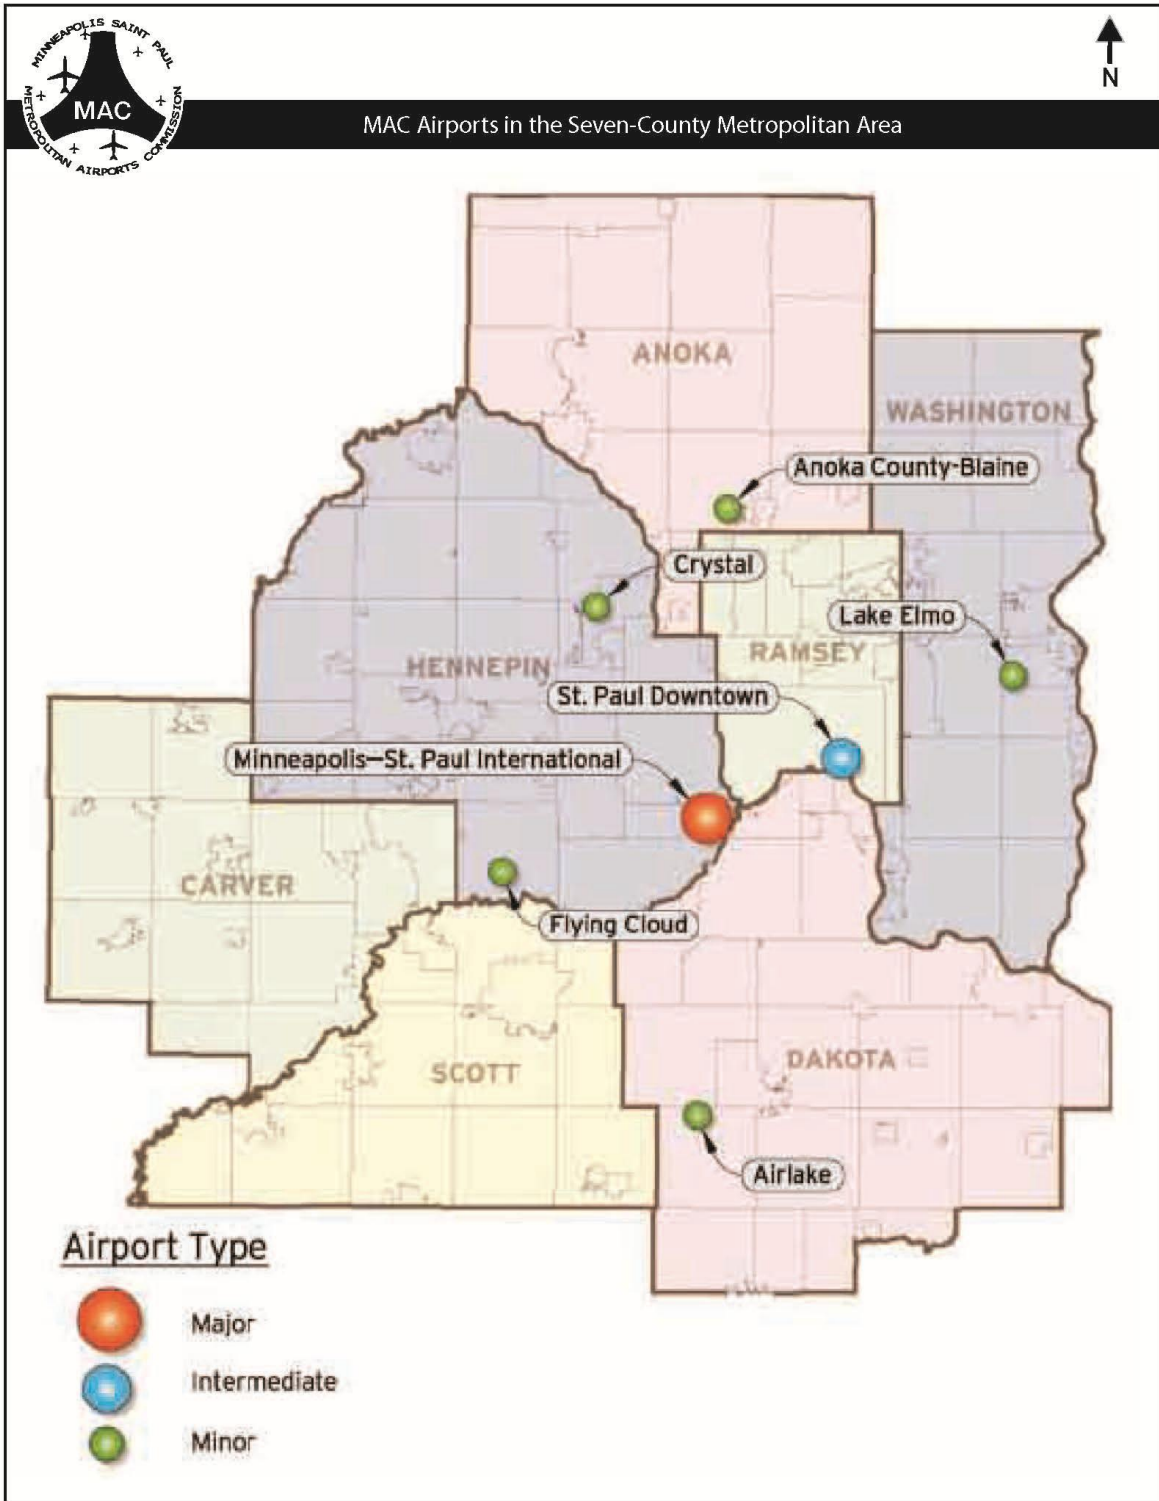 MINNEAPOLIS SAINT PAUL
MAC
METROPOLITAN AIRPORTS COMMISSION
N
MAC Airports in the Seven-County Metropolitan Area
ANOKA
WASHINGTON
Anoka County-Blaine
Crystal
Lake Elmo
RAMSEY
HENNEPIN
St. Paul Downtown
Minneapolis–St. Paul International
CARVER
Flying Cloud
SCOTT
DAKOTA
Airlake
Airport Type
Major
Intermediate
Minor